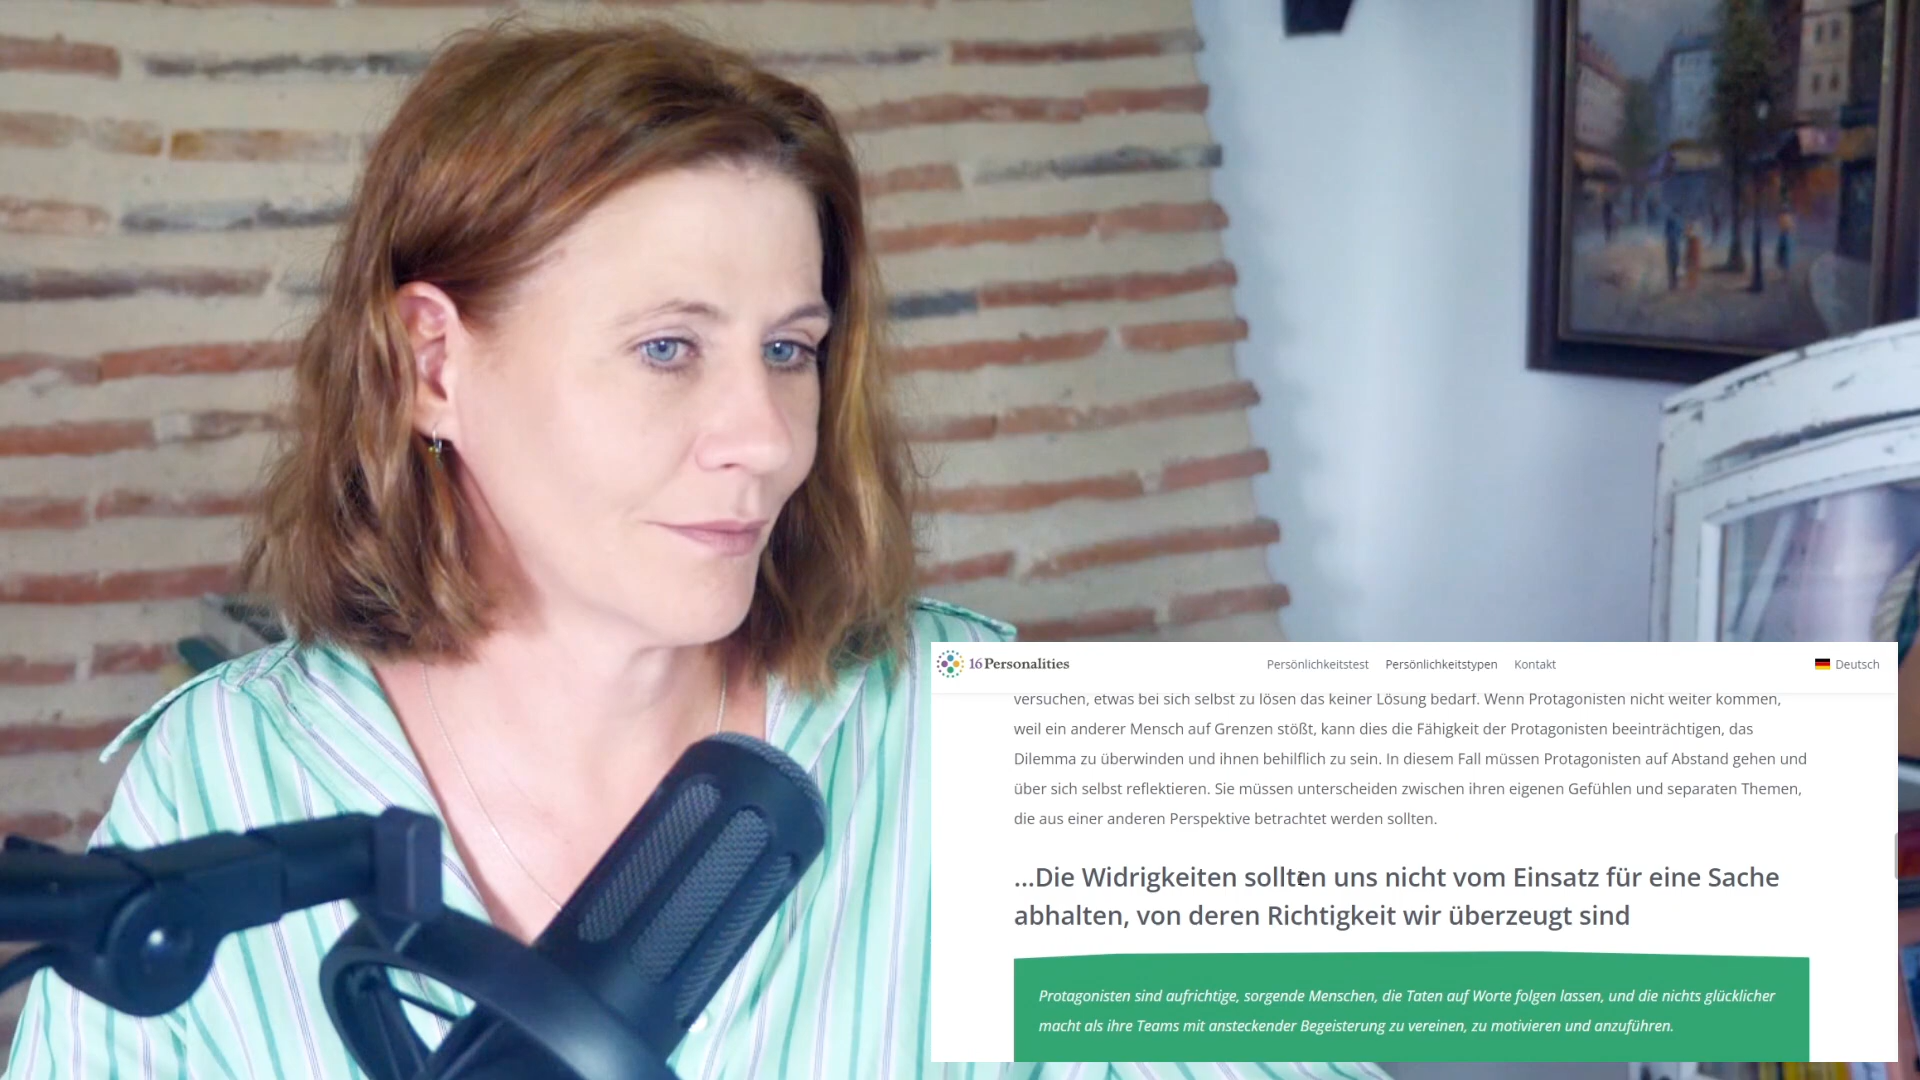 16Personalities
Persönlichkeitstest Persönlichkeitstypen Kontakt
Deutsch
versuchen, etwas bei sich selbst zu lösen das keiner Lösung bedarf. Wenn Protagonisten nicht weiter kommen,
weil ein anderer Mensch auf Grenzen stößt, kann dies die Fähigkeit der Protagonisten beeinträchtigen, das
Dilemma zu überwinden und ihnen behilflich zu sein. In diesem Fall müssen Protagonisten auf Abstand gehen und
über sich selbst reflektieren. Sie müssen unterscheiden zwischen ihren eigenen Gefühlen und separaten Themen,
die aus einer anderen Perspektive betrachtet werden sollten.
...Die Widrigkeiten sollten uns nicht vom Einsatz für eine Sache
abhalten, von deren Richtigkeit wir überzeugt sind
Protagonisten sind aufrichtige, sorgende Menschen, die Taten auf Worte folgen lassen, und die nichts glücklicher
macht als ihre Teams mit ansteckender Begeisterung zu vereinen, zu motivieren und anzuführen.